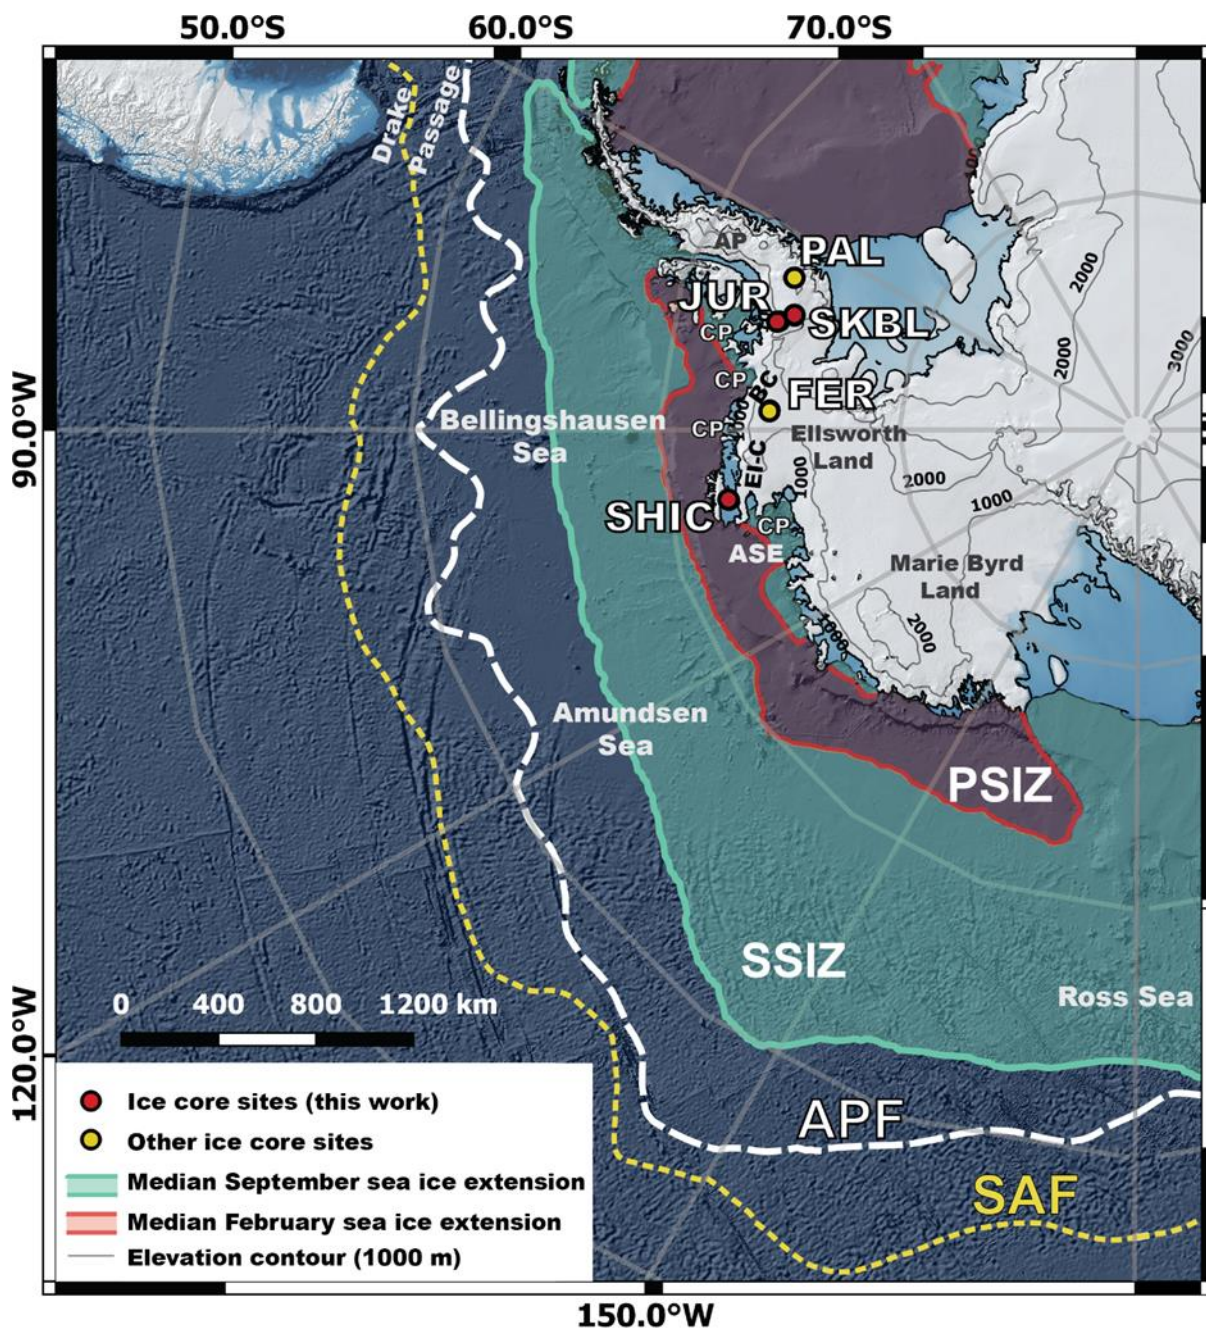 50.0°S 60.0°S 70.0°S
Drake
Passage
AP
PAL
JUR
SKBL
CP
CP
BC
FER
CP
1000
EI-C
Bellingshausen
Sea
Ellsworth
Land
2000
2000
3000
2000
1000
1000
90.0°W
SHIC
CP
ASE
Marie Byrd
Land
2000
1000
Amundsen
Sea
PSIZ
SSIZ
Ross Sea
0 400 800 1200 km
120.0°W
APF
SAF
Ice core sites (this work)
Other ice core sites
Median September sea ice extension
Median February sea ice extension
Elevation contour (1000 m)
150.0°W